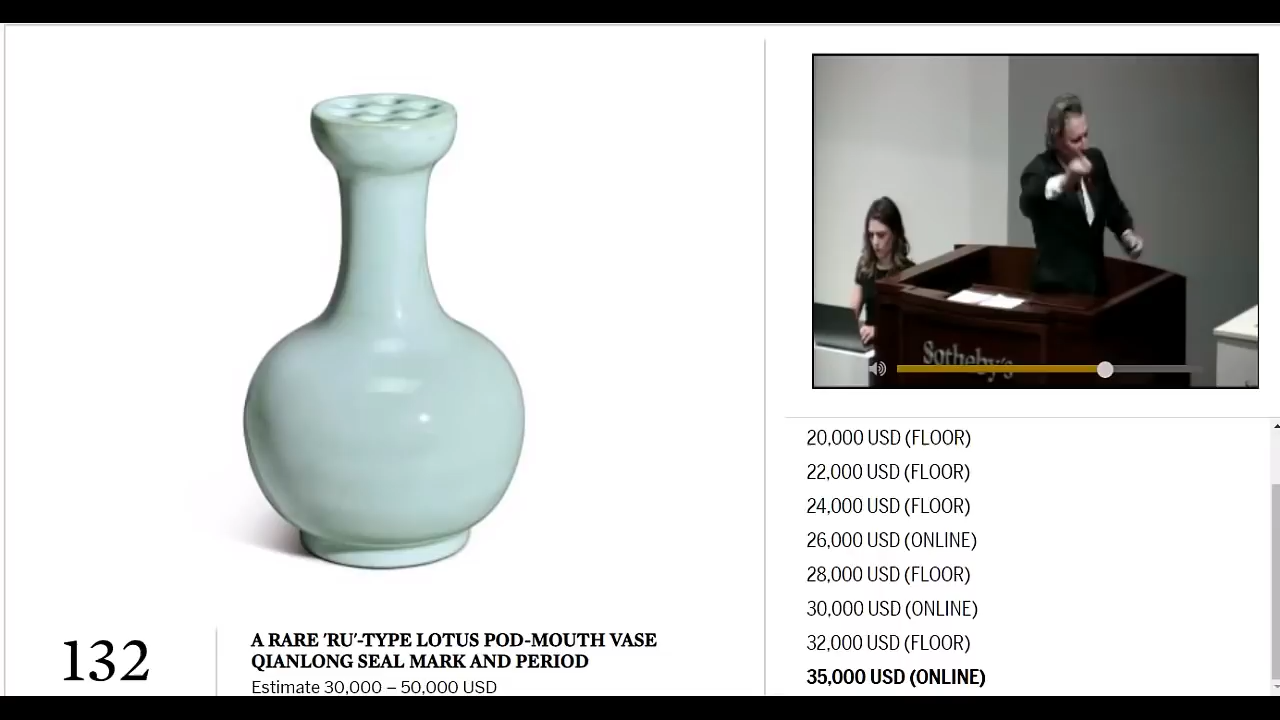 132
A RARE 'RU'-TYPE LOTUS POD-MOUTH VASE
QIANLONG SEAL MARK AND PERIOD
Estimate 30,000 – 50,000 USD
Sotheby's
20,000 USD (FLOOR)
22,000 USD (FLOOR)
24,000 USD (FLOOR)
26,000 USD (ONLINE)
28,000 USD (FLOOR)
30,000 USD (ONLINE)
32,000 USD (FLOOR)
35,000 USD (ONLINE)